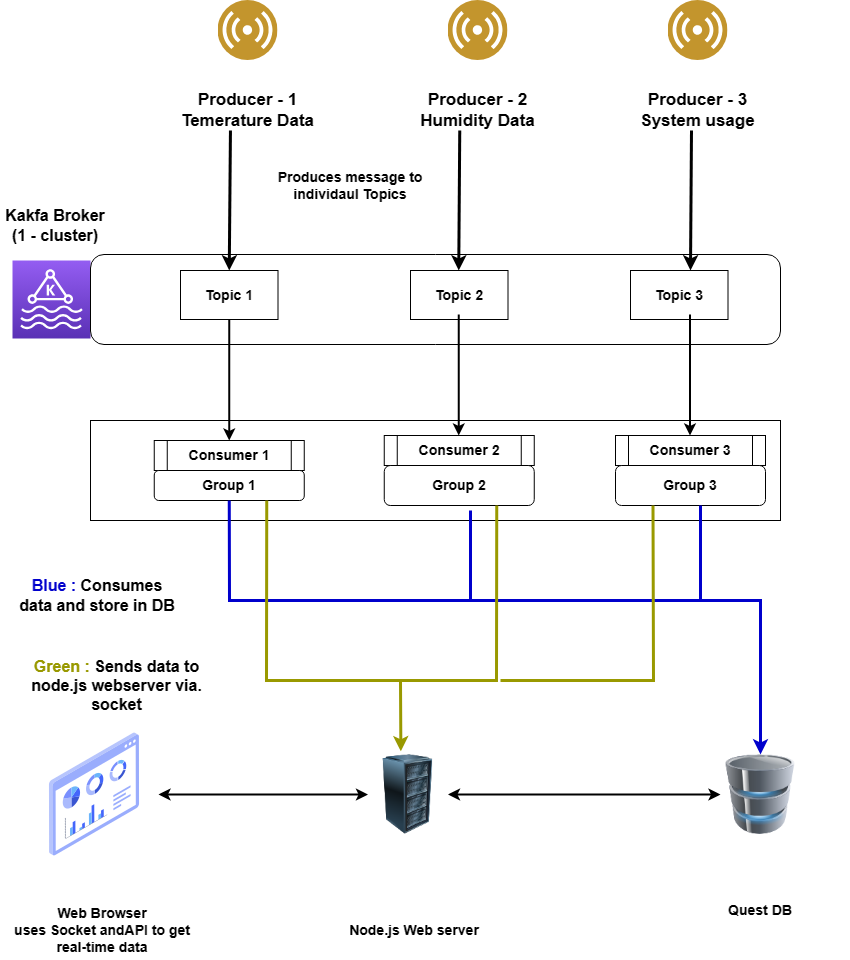 Producer - 1
Temerature Data
Producer - 2
Humidity Data
Producer - 3
System usage
Produces message to
individaul Topics
Kakfa Broker
(1 - cluster)
K
Topic 1
Topic 2
Topic 3
Consumer 1
Group 1
Consumer 2
Group 2
Consumer 3
Group 3
Blue : Consumes
data and store in DB
Green : Sends data to
node.js webserver via.
socket
Web Browser
uses Socket andAPI to get
real-time data
Node.js Web server
Quest DB